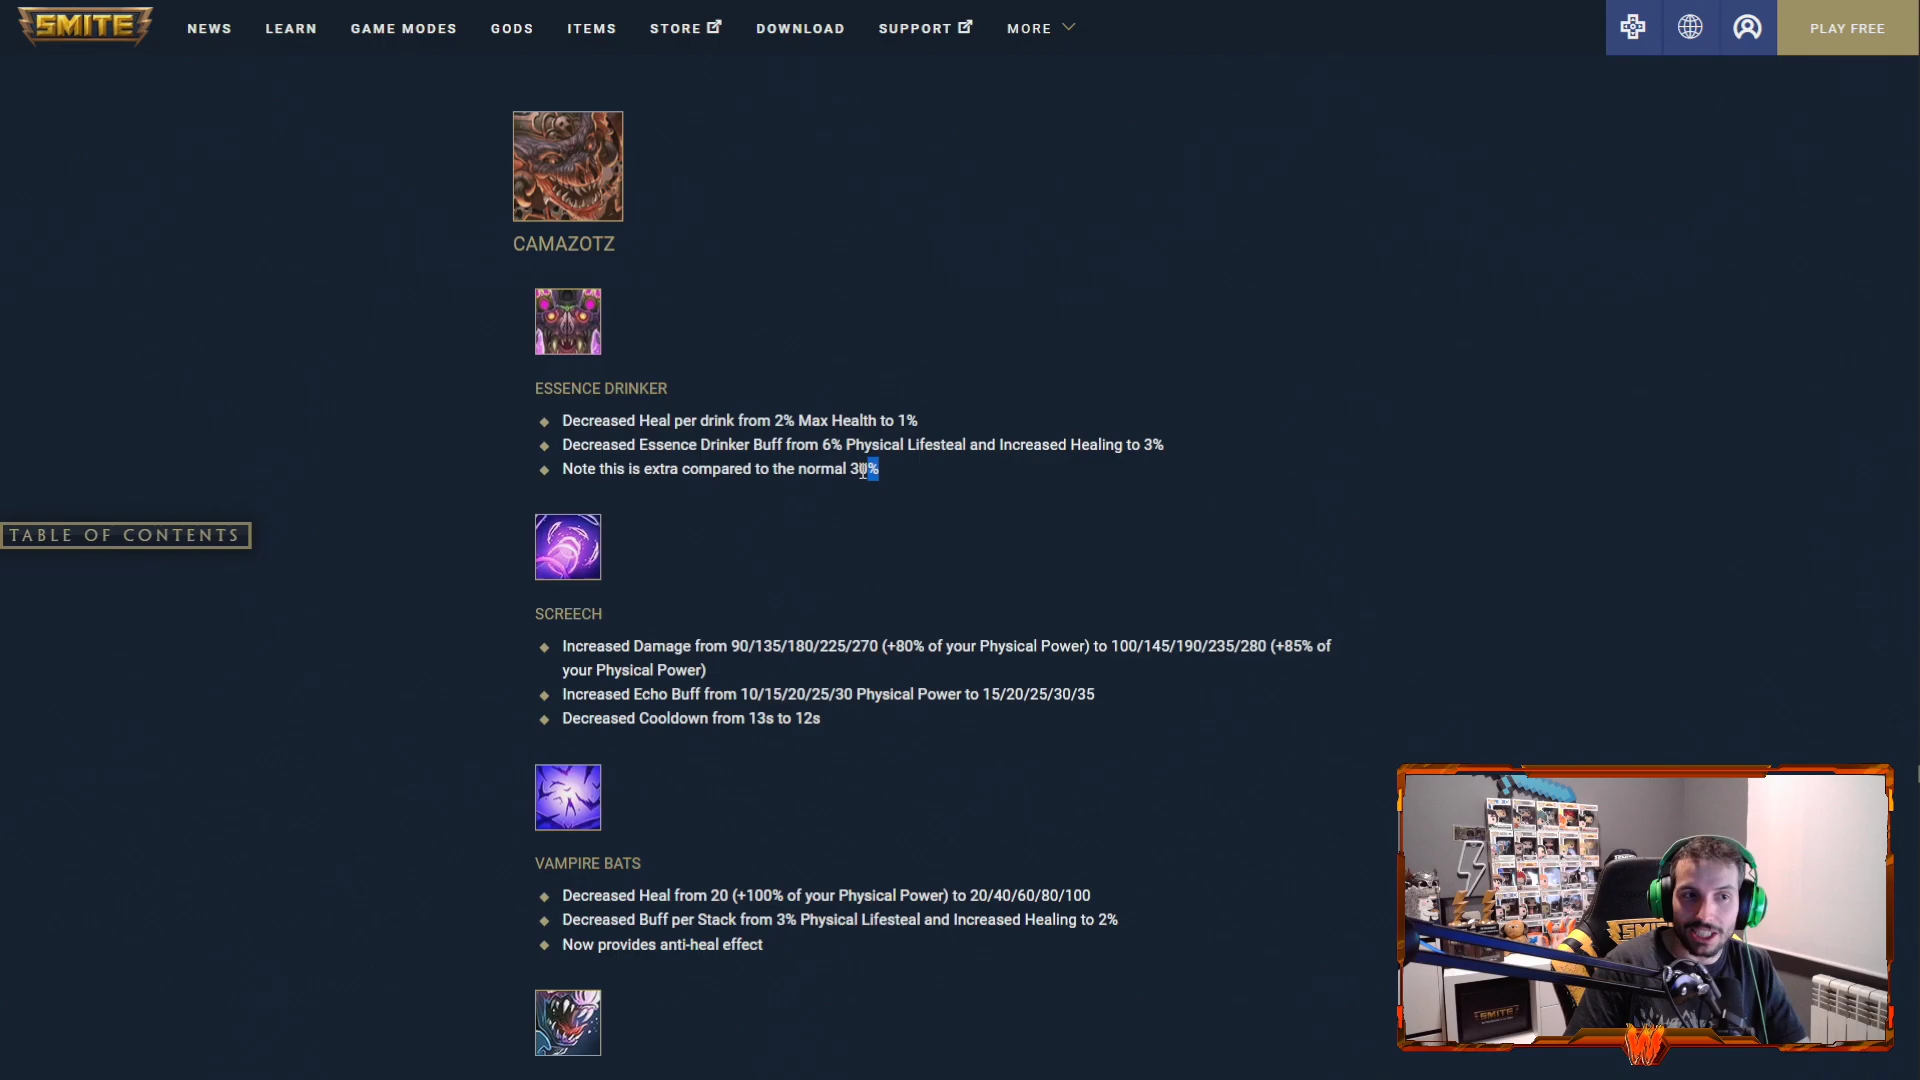 SMITE
NEWS
LEARN
GAME MODES
GODS
ITEMS
STORE
DOWNLOAD
SUPPORT
MORE
PLAY FREE
CAMAZOTZ
ESSENCE DRINKER
Decreased Heal per drink from 2% Max Health to 1%
Decreased Essence Drinker Buff from 6% Physical Lifesteal and Increased Healing to 3%
Note this is extra compared to the normal 30%
TABLE OF CONTENTS
SCREECH
Increased Damage from 90/135/180/225/270 (+80% of your Physical Power) to 100/145/190/235/280 (+85% of
your Physical Power)
Increased Echo Buff from 10/15/20/25/30 Physical Power to 15/20/25/30/35
Decreased Cooldown from 13s to 12s
VAMPIRE BATS
Decreased Heal from 20 (+100% of your Physical Power) to 20/40/60/80/100
Decreased Buff per Stack from 3% Physical Lifesteal and Increased Healing to 2%
Now provides anti-heal effect
SMITE
SMITE